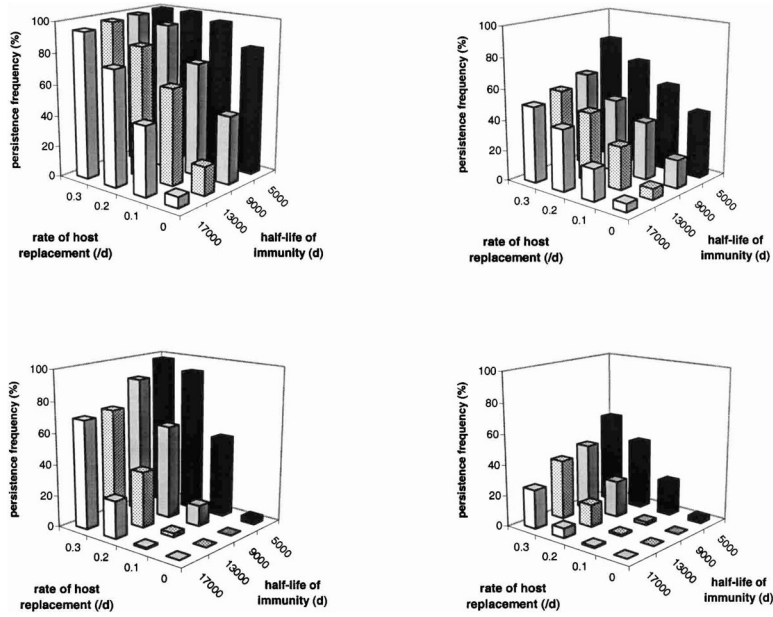 100
80
60
40
20
0
persistence frequency (%)
0.3
0.2
0.1
0
17000
13000
9000
5000
rate of host
replacement (/d)
half-life of
immunity (d)
100
80
60
40
20
0
persistence frequency (%)
0.3
0.2
0.1
0
17000
13000
9000
5000
rate of host
replacement (/d)
half-life of
immunity (d)
100
80
60
40
20
0
persistence frequency (%)
0.3
0.2
0.1
0
17000
13000
9000
5000
rate of host
replacement (/d)
half-life of
immunity (d)
100
80
60
40
20
0
persistence frequency (%)
0.3
0.2
0.1
0
17000
13000
9000
5000
rate of host
replacement (/d)
half-life of
immunity (d)